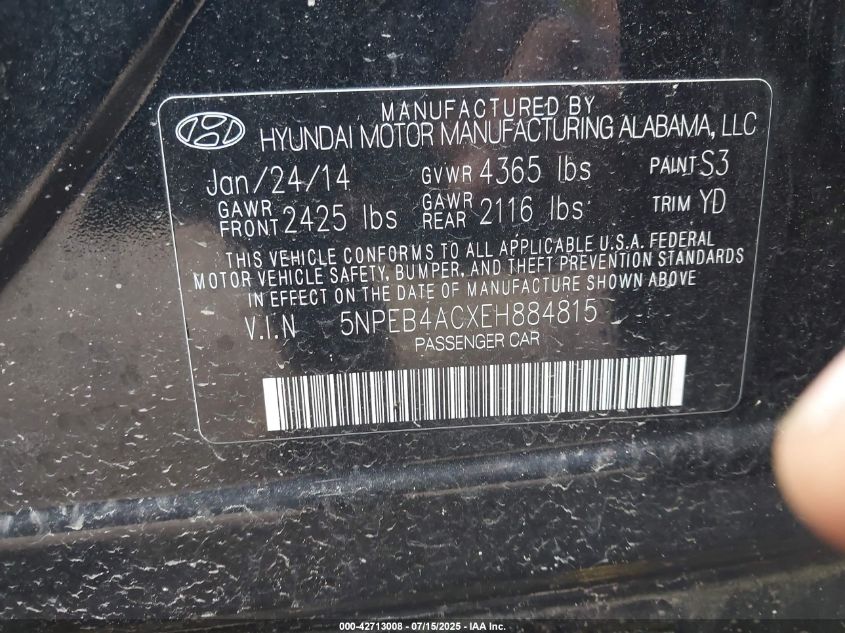 MANUFACTURED BY
HYUNDAI MOTOR MANUFACTURING ALABAMA, LLC
Jan/24/14 GVWR 4365 lbs PAINT S3
GAWR FRONT 2425 lbs GAWR REAR 2116 lbs TRIM YD
THIS VEHICLE CONFORMS TO ALL APPLICABLE U.S.A. FEDERAL
MOTOR VEHICLE SAFETY, BUMPER, AND THEFT PREVENTION STANDARDS
IN EFFECT ON THE DATE OF MANUFACTURE SHOWN ABOVE
V.I.N 5NPEB4ACXEH884815
PASSENGER CAR
000-42713008 - 07/15/2025 - IAA Inc.